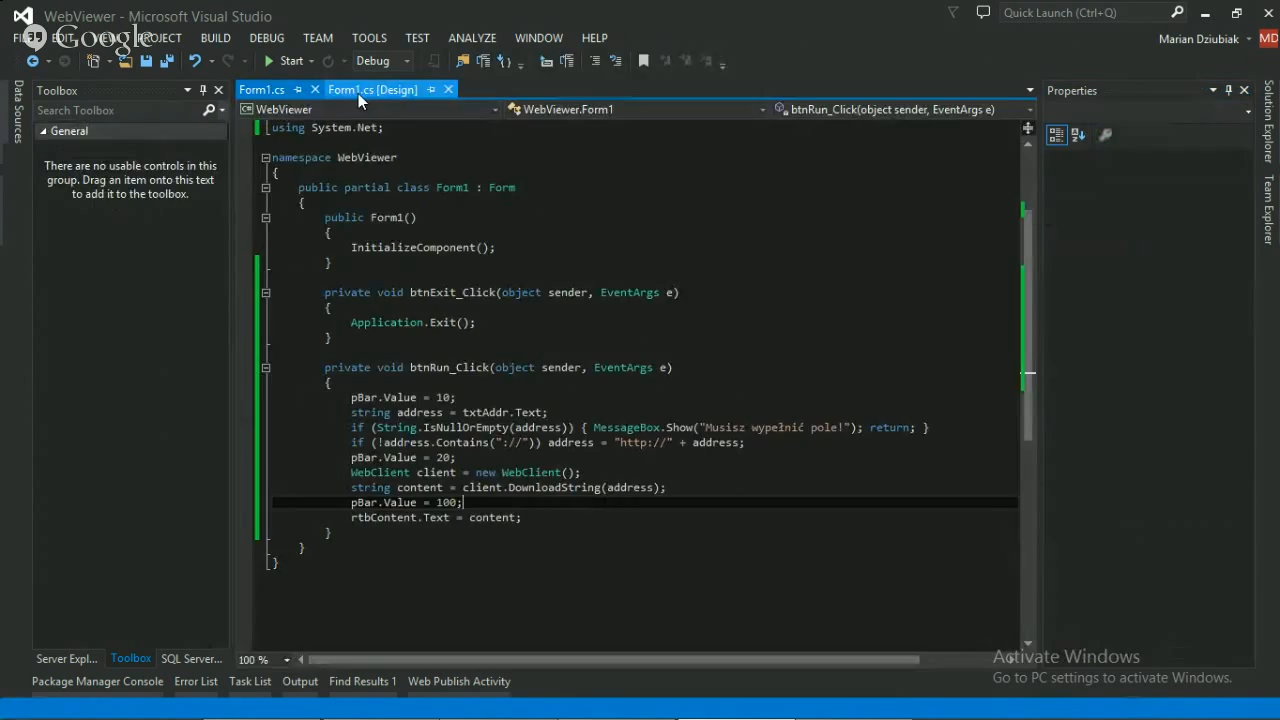 WebViewer - Microsoft Visual Studio
Quick Launch (Ctrl+Q)
Google
BUILD DEBUG TEAM TOOLS TEST ANALYZE WINDOW HELP
Marian Dziubiak MD
Start Debug
Toolbox
Form1.cs Form1.cs [Design]
Properties
Search Toolbox
WebViewer WebViewer.Form1 btnRun_Click(object sender, EventArgs e)
General
There are no usable controls in this
group. Drag an item onto this text
to add it to the toolbox.
Data Sources
Solution Explorer
Team Explorer
using System.Net;
namespace WebViewer
{
public partial class Form1 : Form
{
public Form1()
{
InitializeComponent();
}
private void btnExit_Click(object sender, EventArgs e)
{
Application.Exit();
}
private void btnRun_Click(object sender, EventArgs e)
{
pBar.Value = 10;
string address = txtAddr.Text;
if (String.IsNullOrEmpty(address)) { MessageBox.Show("Musisz wypełnić pole!"); return; }
if (!address.Contains("://")) address = "http://" + address;
pBar.Value = 20;
WebClient client = new WebClient();
string content = client.DownloadString(address);
pBar.Value = 100;
rtbContent.Text = content;
}
}
}
Server Expl... Toolbox SQL Server...
100 %
Activate Windows
Go to PC settings to activate Windows.
Package Manager Console Error List Task List Output Find Results 1 Web Publish Activity